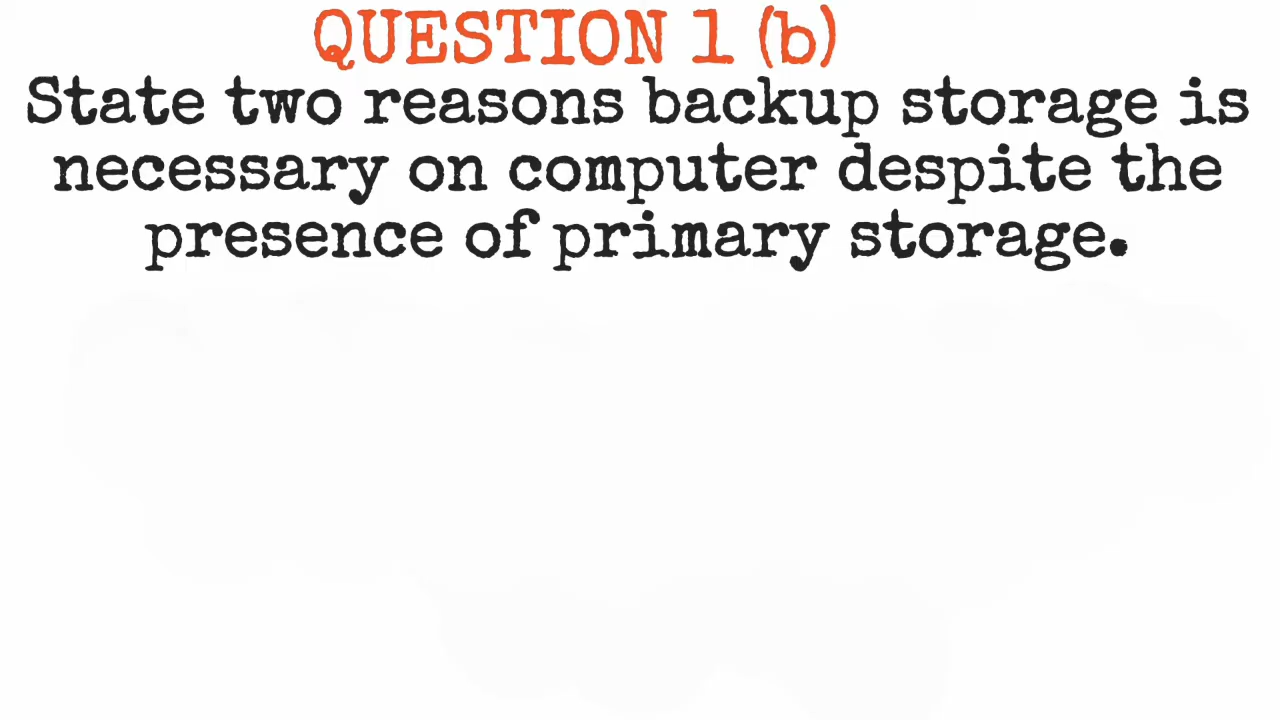 QUESTION 1 (b)
State two reasons backup storage is
necessary on computer despite the
presence of primary storage.